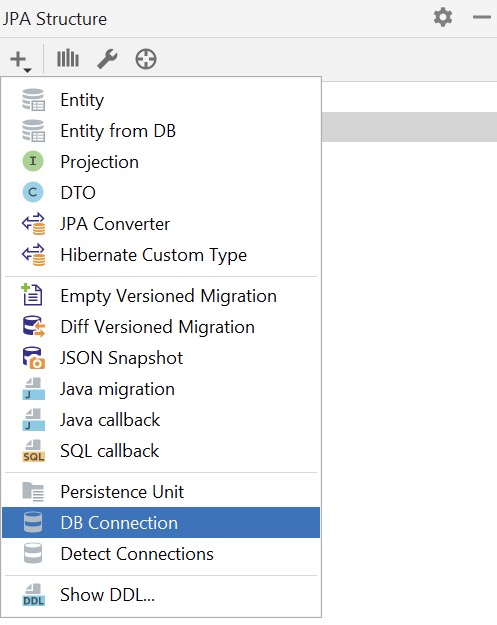 JPA Structure
Entity
Entity from DB
I Projection
C DTO
JPA Converter
Hibernate Custom Type
Empty Versioned Migration
Diff Versioned Migration
JSON Snapshot
J Java migration
J Java callback
SQL SQL callback
Persistence Unit
DB Connection
Detect Connections
DDL Show DDL...